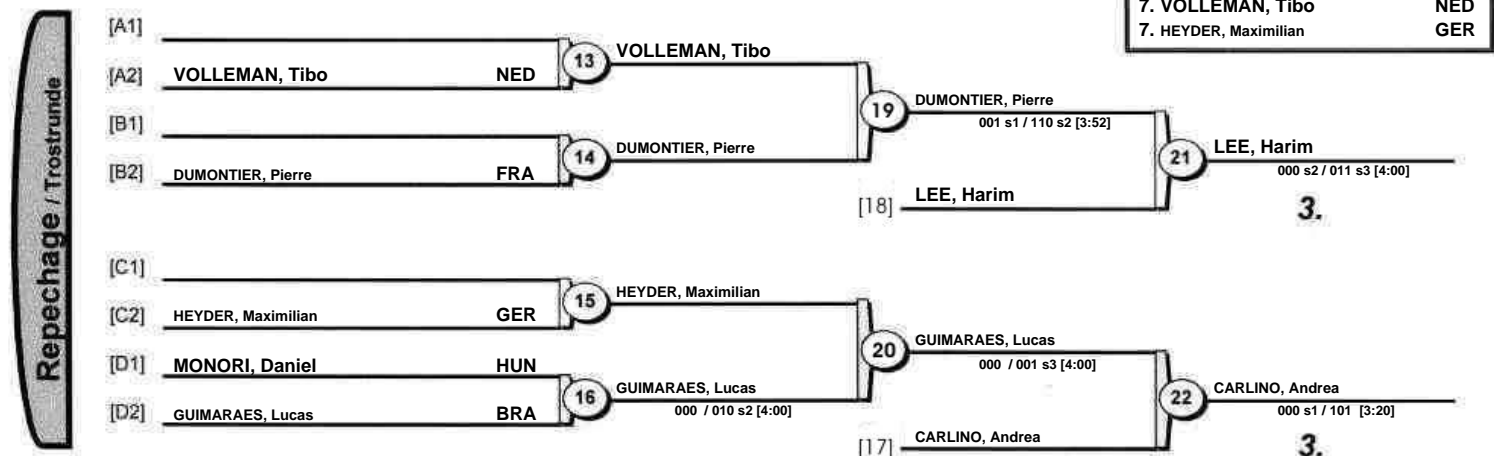 7. VOLLEMAN, Tibo NED
7. HEYDER, Maximilian GER
Repechage / Trostrunde
[A1]
13 VOLLEMAN, Tibo
[A2] VOLLEMAN, Tibo NED
19 DUMONTIER, Pierre
001 s1 / 110 s2 [3:52]
[B1]
14 DUMONTIER, Pierre
[B2] DUMONTIER, Pierre FRA
21 LEE, Harim
000 s2 / 011 s3 [4:00]
[18] LEE, Harim
3.
[C1]
15 HEYDER, Maximilian
[C2] HEYDER, Maximilian GER
20 GUIMARAES, Lucas
000 / 001 s3 [4:00]
[D1] MONORI, Daniel HUN
16 GUIMARAES, Lucas
000 / 010 s2 [4:00]
[D2] GUIMARAES, Lucas BRA
22 CARLINO, Andrea
000 s1 / 101 [3:20]
[17] CARLINO, Andrea
3.